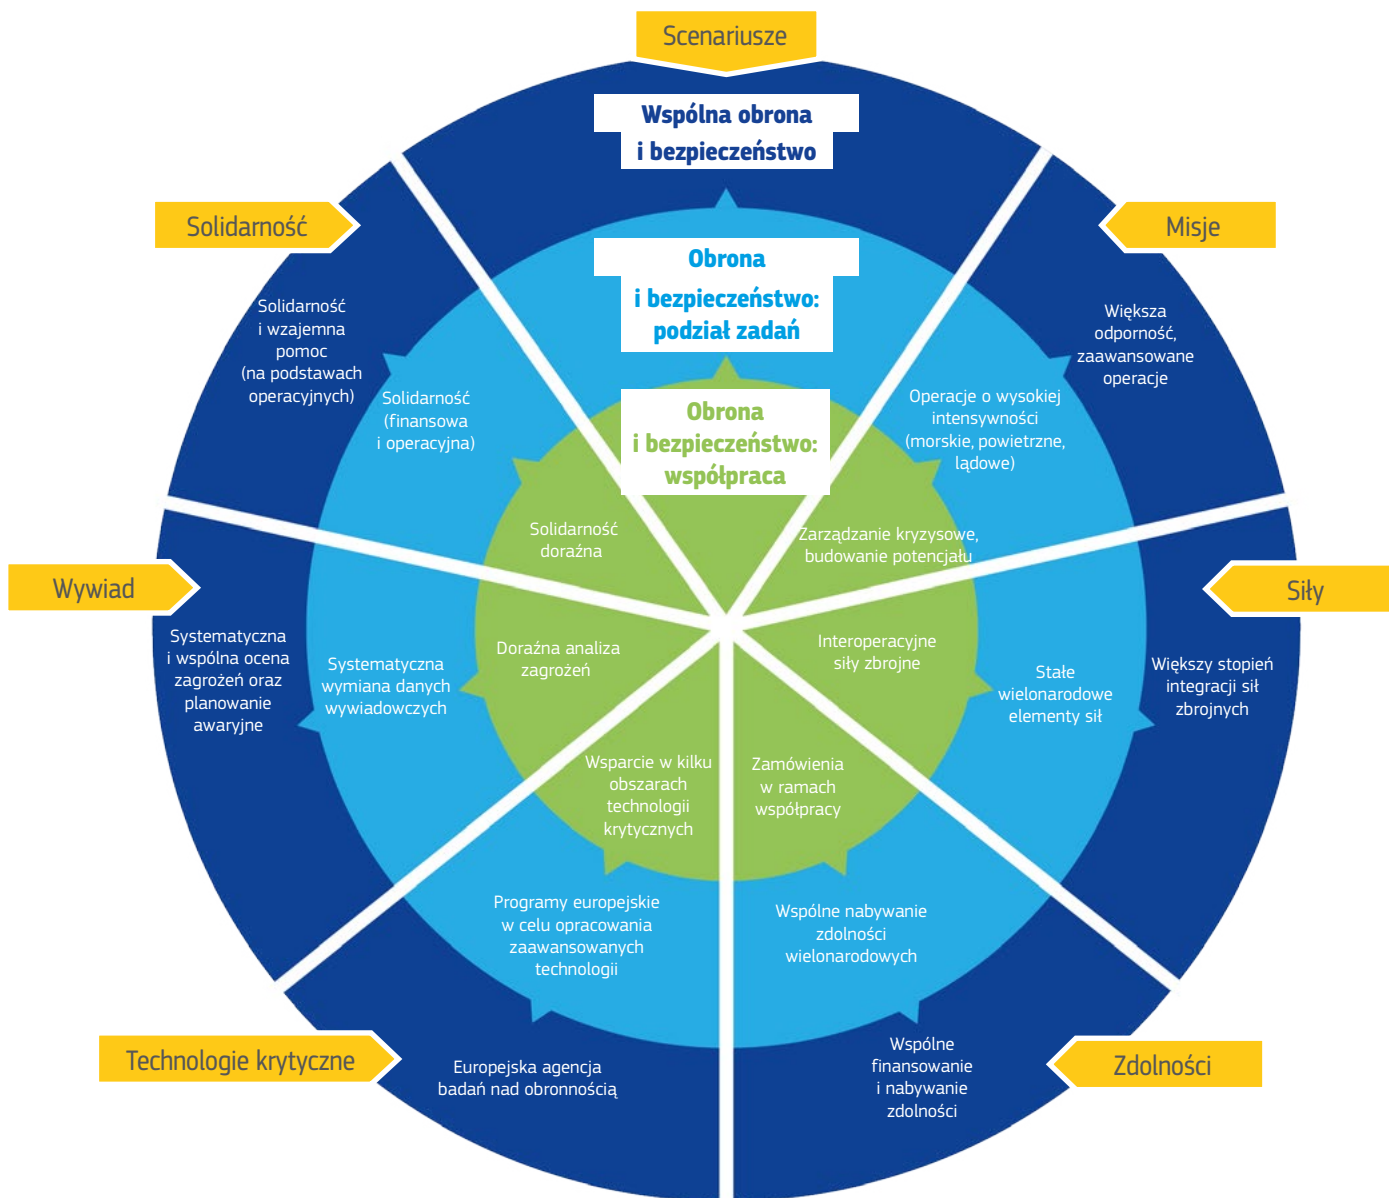 Scenariusze
Wspólna obrona
i bezpieczeństwo
Obrona
i bezpieczeństwo:
podział zadań
Obrona
i bezpieczeństwo:
współpraca
Misje
Większa
odporność,
zaawansowane
operacje
Operacje o wysokiej
intensywności
(morskie, powietrzne,
lądowe)
Zarządzanie kryzysowe,
budowanie potencjału
Siły
Większy stopień
integracji sił
zbrojnych
Stałe
wielonarodowe
elementy sił
Interoperacyjne
siły zbrojne
Zdolności
Wspólne
finansowanie
i nabywanie
zdolności
Wspólne nabywanie
zdolności
wielonarodowych
Zamówienia
w ramach
współpracy
Technologie krytyczne
Europejska agencja
badań nad obronnością
Programy europejskie
w celu opracowania
zaawansowanych
technologii
Wsparcie w kilku
obszarach
technologii
krytycznych
Wywiad
Systematyczna
i wspólna ocena
zagrożeń oraz
planowanie
awaryjne
Systematyczna
wymiana danych
wywiadowczych
Doraźna analiza
zagrożeń
Solidarność
Solidarność
i wzajemna
pomoc
(na podstawach
operacyjnych)
Solidarność
(finansowa
i operacyjna)
Solidarność
doraźna